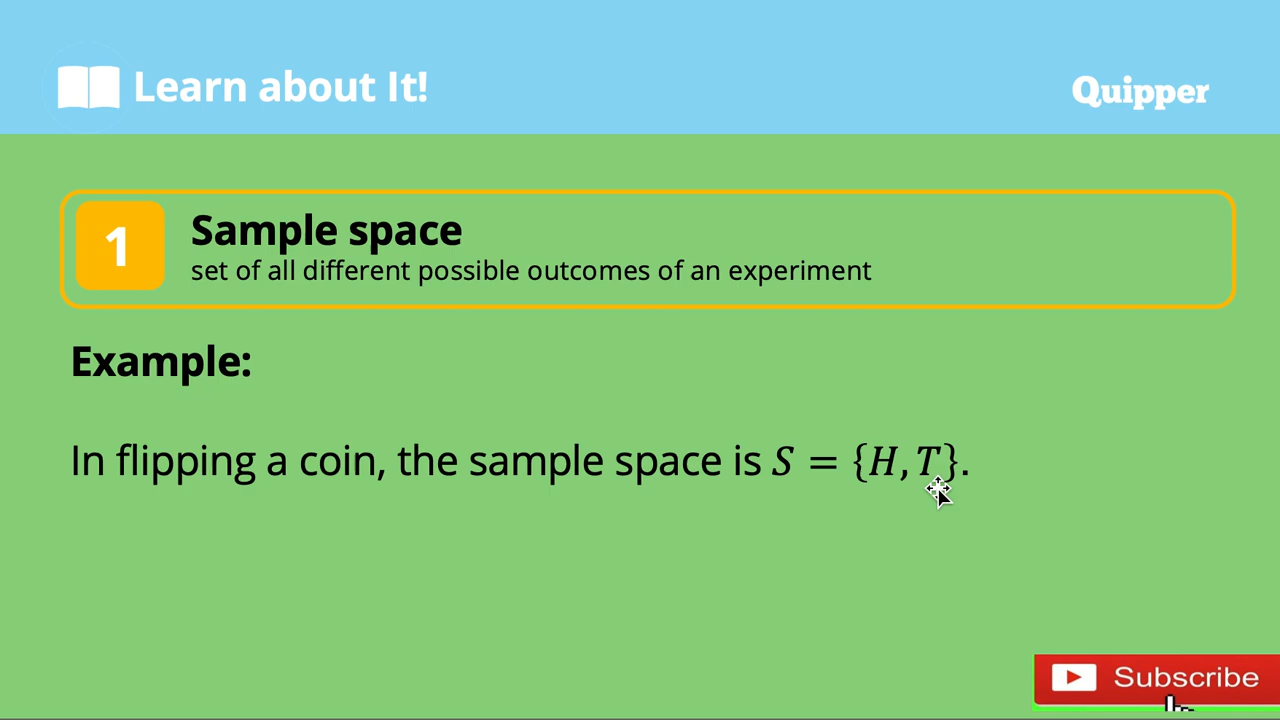 Learn about It!
Quipper
1
Sample space
set of all different possible outcomes of an experiment
Example:
In flipping a coin, the sample space is 𝑆 = {𝐻, 𝑇}.
Subscribe